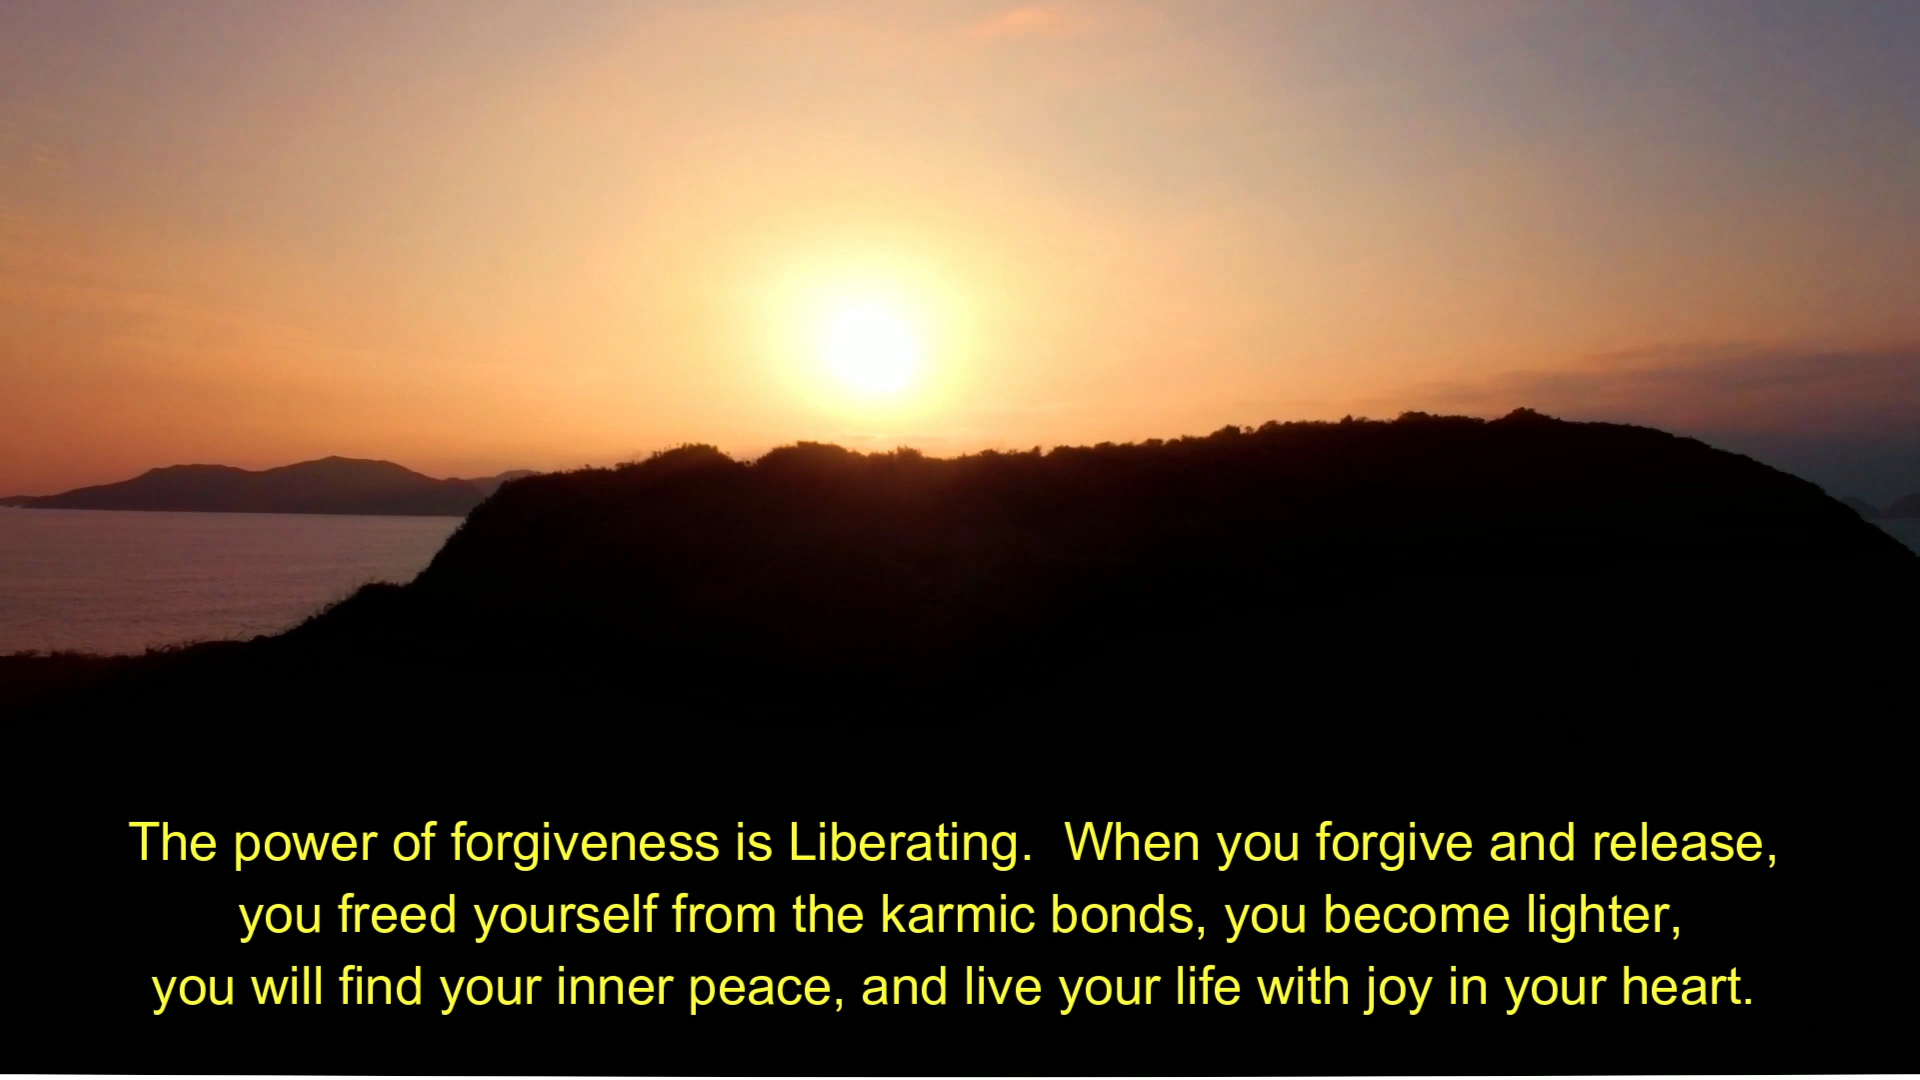 The power of forgiveness is Liberating.  When you forgive and release,
you freed yourself from the karmic bonds, you become lighter,
you will find your inner peace, and live your life with joy in your heart.